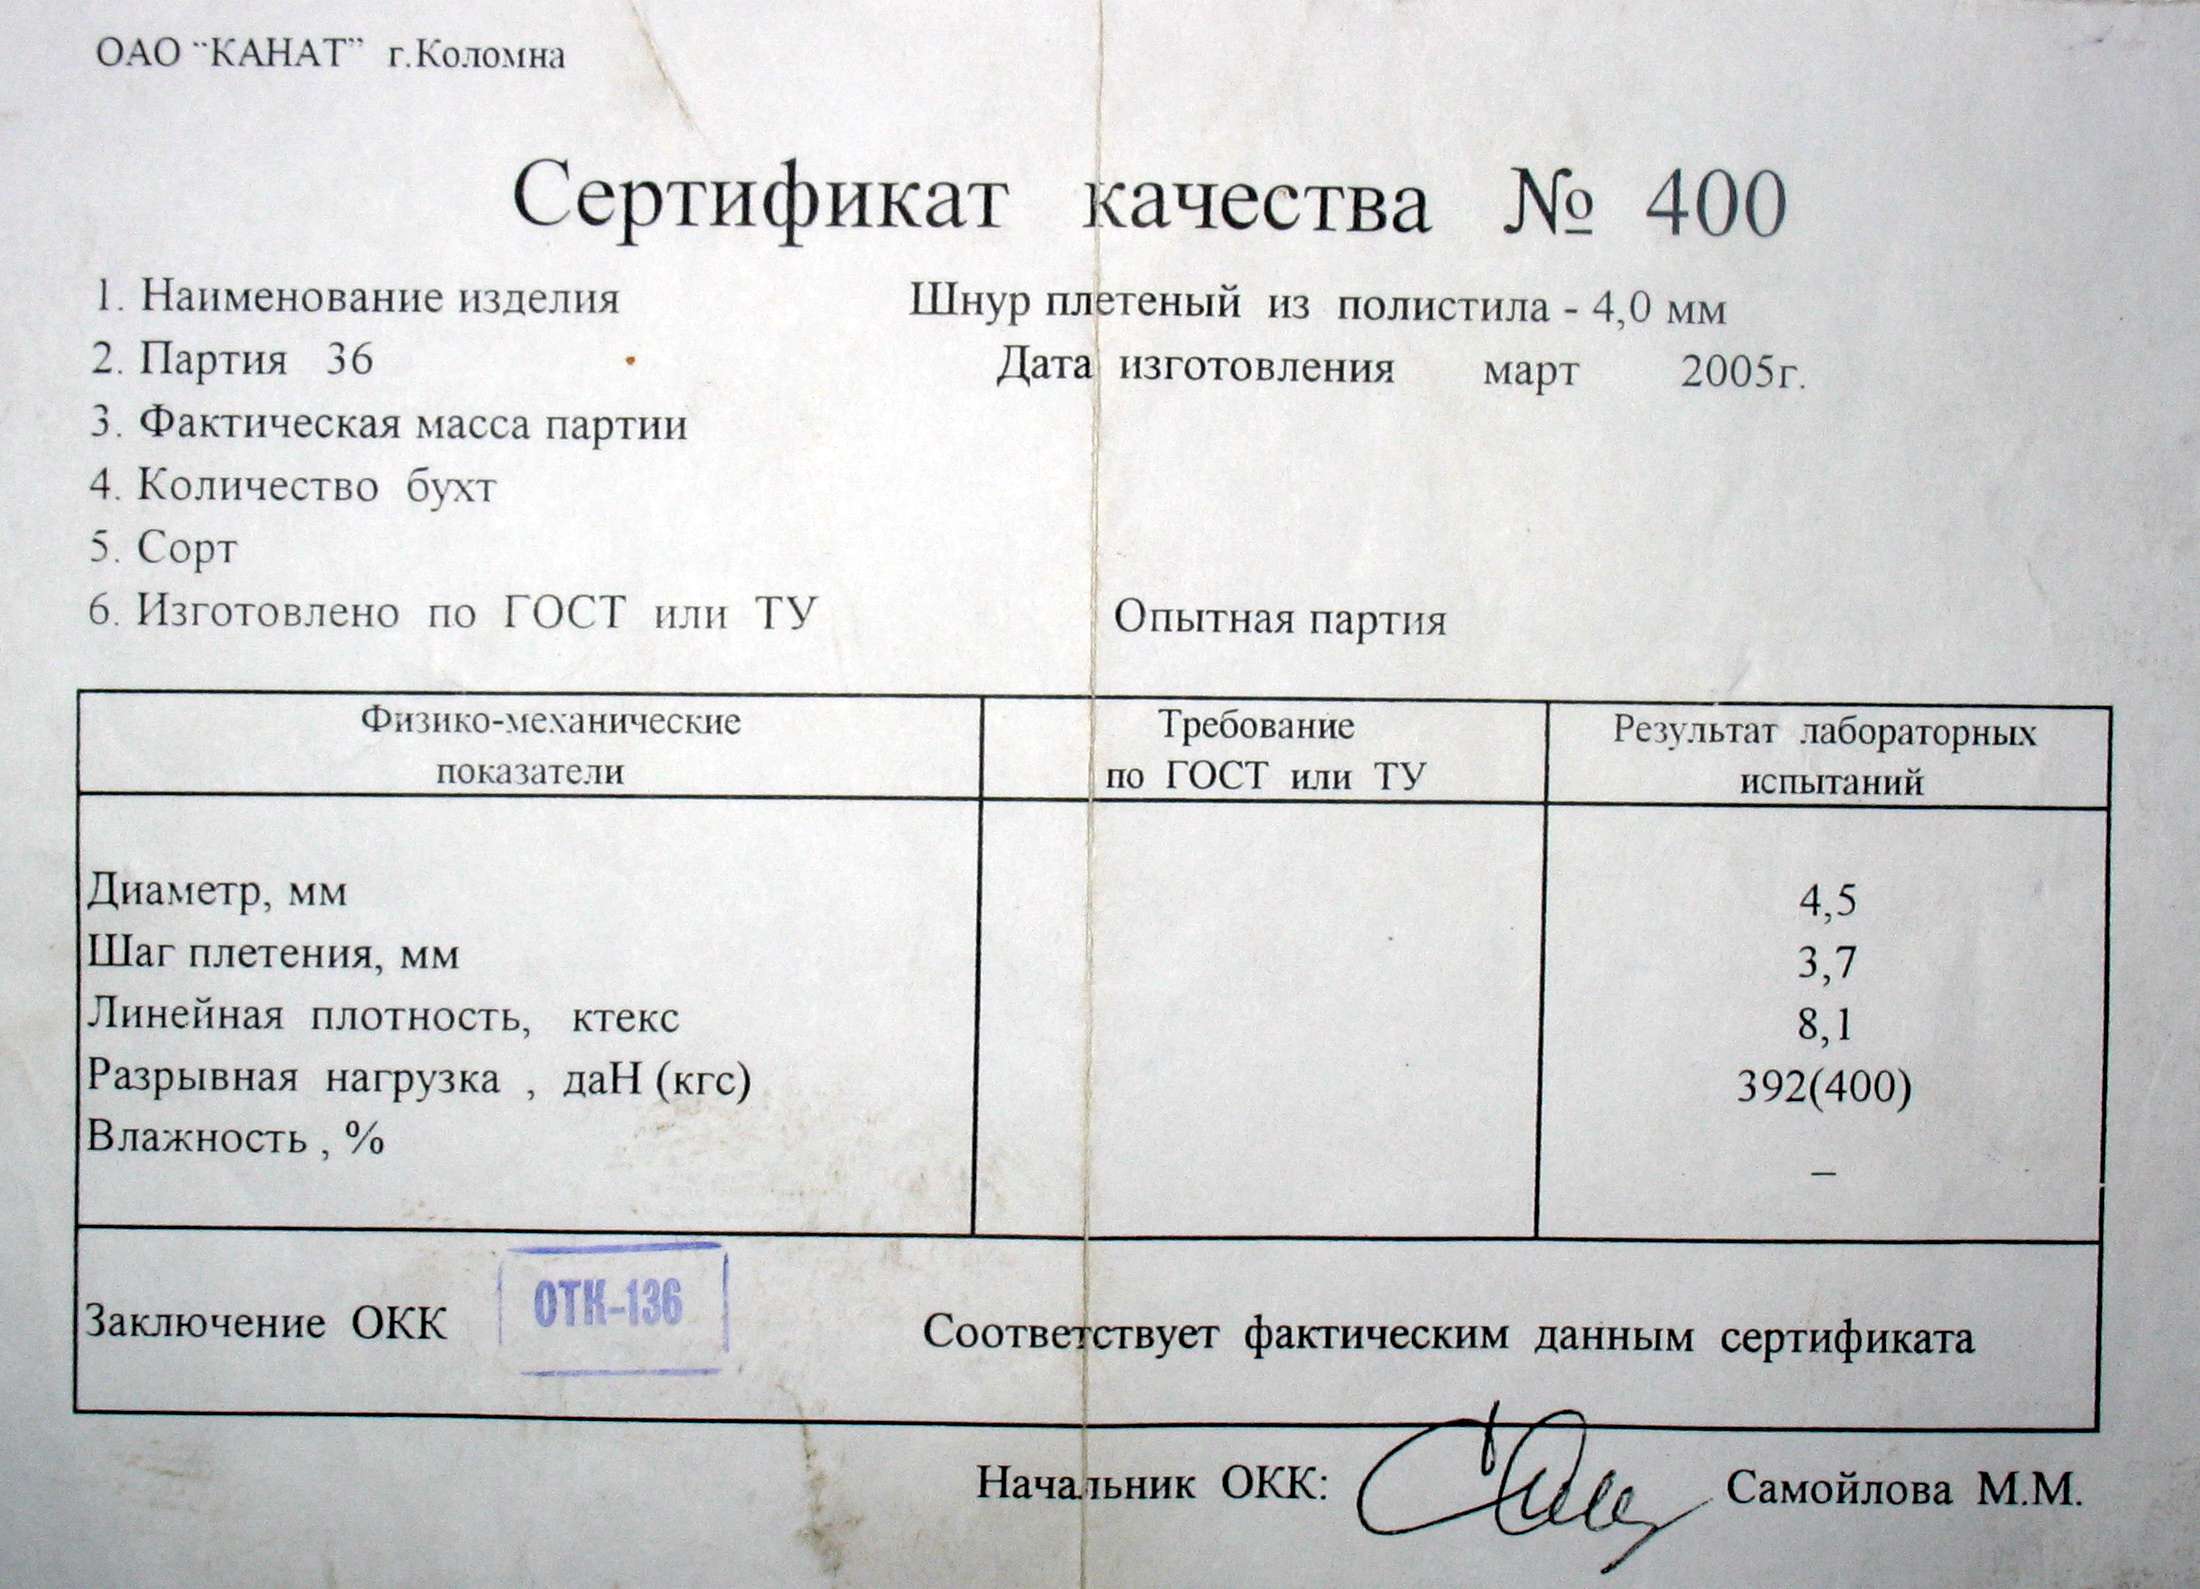 ОАО "КАНАТ" г.Коломна
Сертификат качества № 400
1. Наименование изделия Шнур плетеный из полистила - 4,0 мм
2. Партия 36 Дата изготовления март 2005г.
3. Фактическая масса партии
4. Количество бухт
5. Сорт
6. Изготовлено по ГОСТ или ТУ Опытная партия
Физико-механические показатели
Требование по ГОСТ или ТУ
Результат лабораторных испытаний
Диаметр, мм 4,5
Шаг плетения, мм 3,7
Линейная плотность, ктекс 8,1
Разрывная нагрузка , даН (кгс) 392(400)
Влажность , % –
Заключение ОКК ОТК-136 Соответствует фактическим данным сертификата
Начальник ОКК: Самойлова М.М.